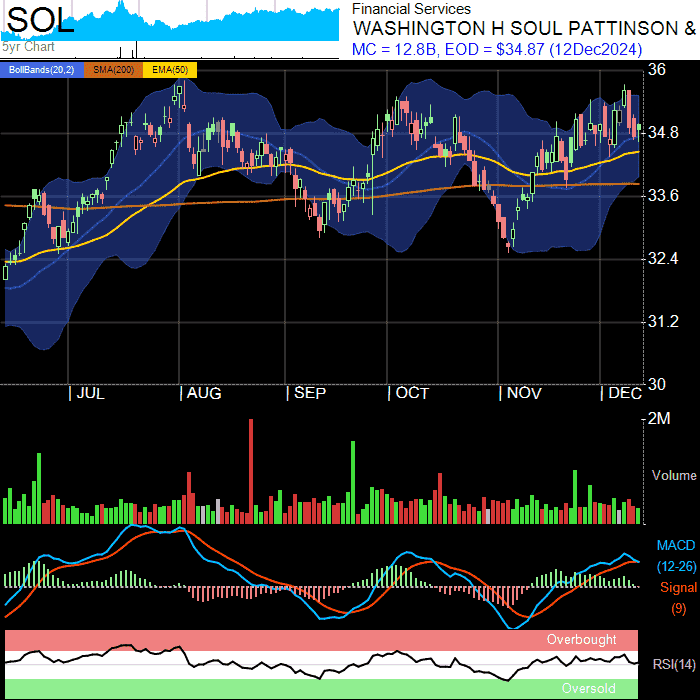 SOL
5yr Chart
Financial Services
WASHINGTON H SOUL PATTINSON &
MC = 12.8B, EOD = $34.87 (12Dec2024)
BollBands(20,2) SMA(200) EMA(50)
36
34.8
33.6
32.4
31.2
30
| JUL | AUG | SEP | OCT | NOV | DEC
2M
Volume
MACD
(12-26)
Signal
(9)
Overbought
RSI(14)
Oversold